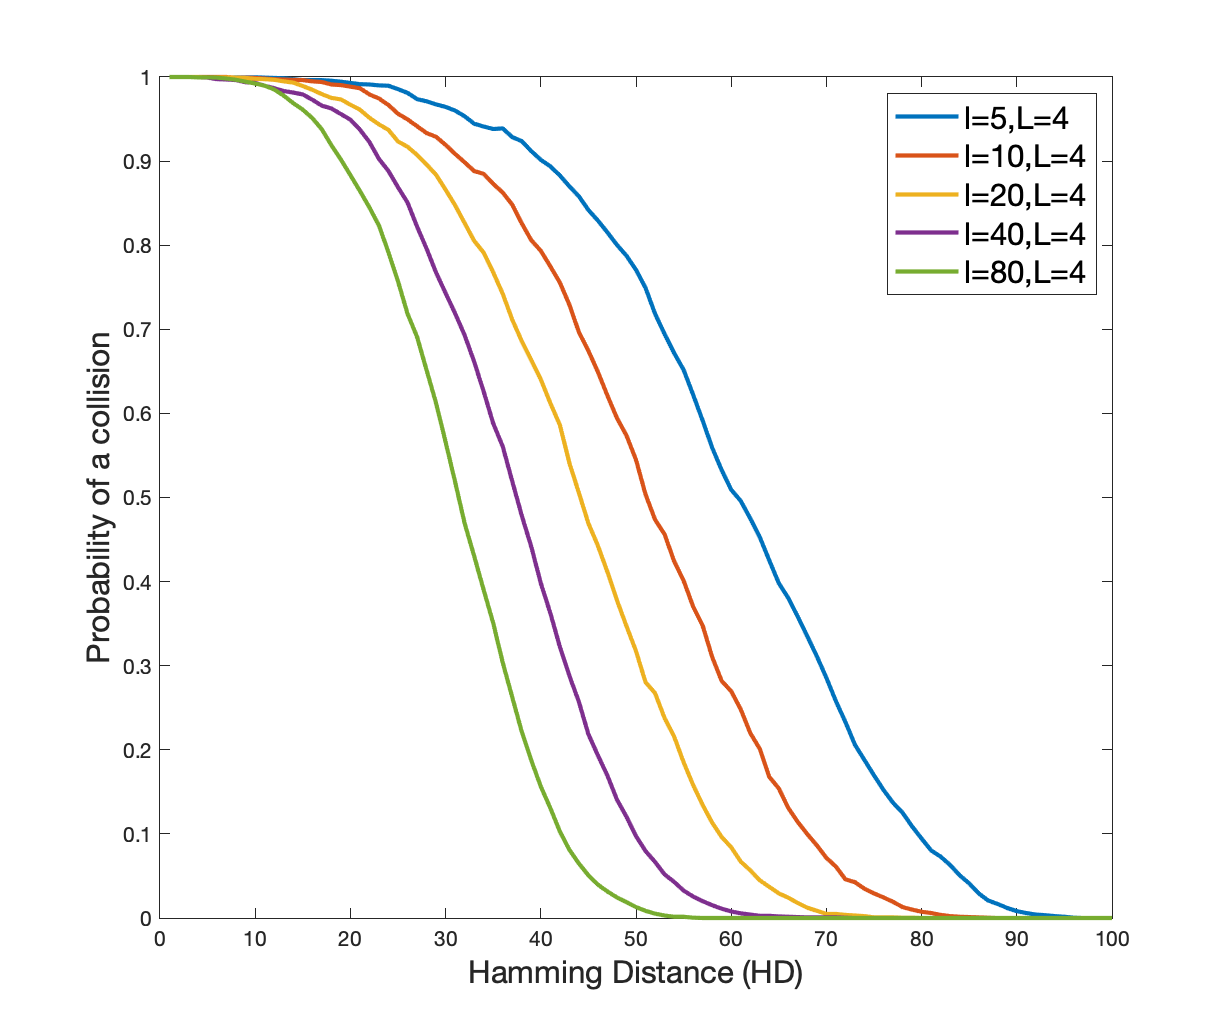 1
0.9
0.8
0.7
0.6
0.5
0.4
0.3
0.2
0.1
0
Probability of a collision
l=5,L=4
l=10,L=4
l=20,L=4
l=40,L=4
l=80,L=4
0 10 20 30 40 50 60 70 80 90 100
Hamming Distance (HD)